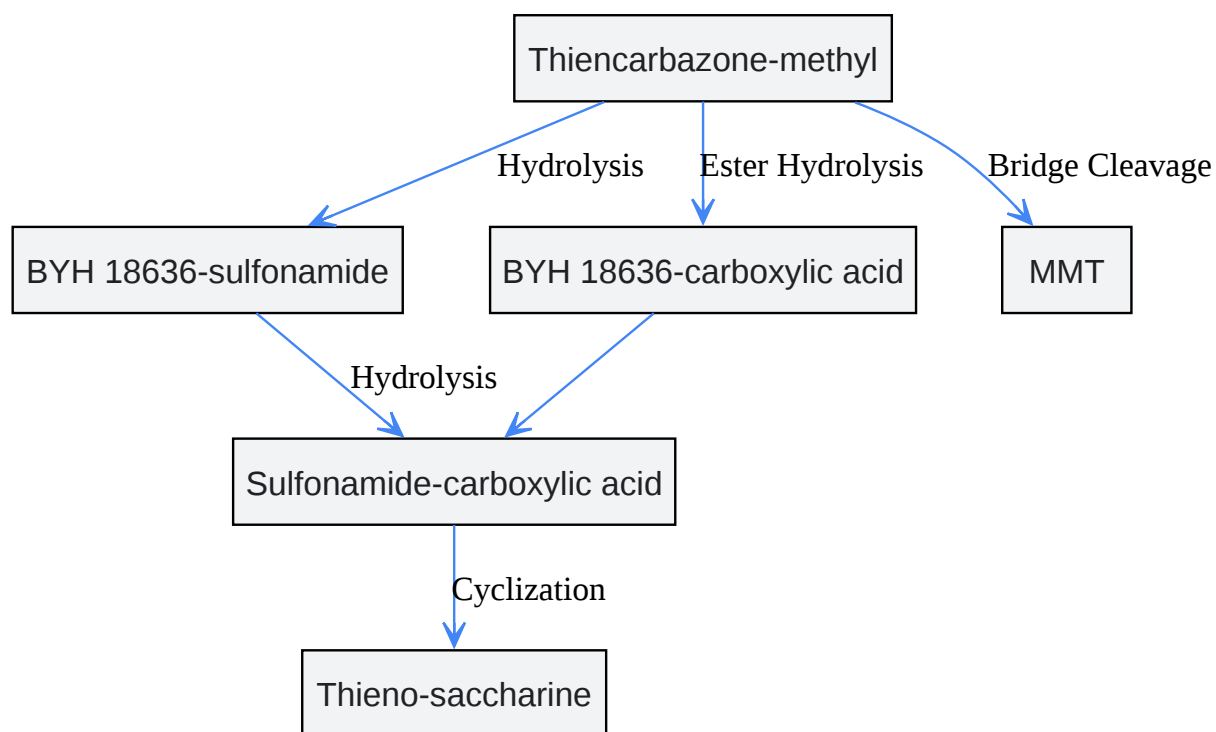 Thiencarbazone-methyl
Hydrolysis
Ester Hydrolysis
Bridge Cleavage
BYH 18636-sulfonamide
BYH 18636-carboxylic acid
MMT
Hydrolysis
Sulfonamide-carboxylic acid
Cyclization
Thieno-saccharine